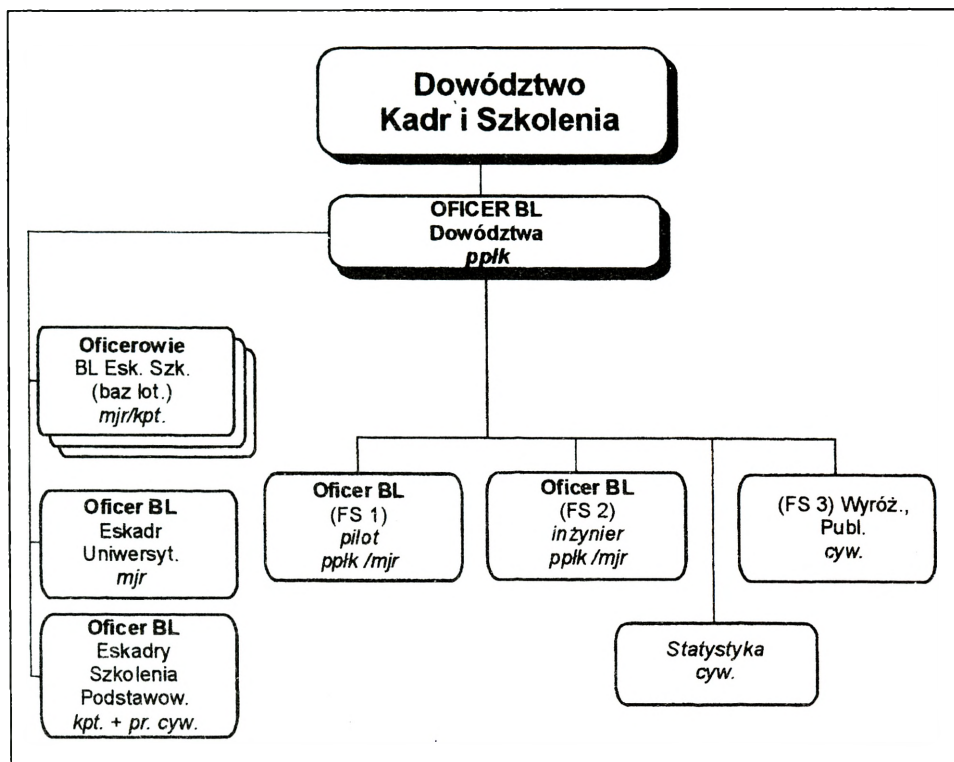 Dowództwo
Kadr i Szkolenia
OFICER BL
Dowództwa
ppłk
Oficerowie
BL Esk. Szk.
(baz lot.)
mjr/kpt.
Oficer BL
Eskadr
Uniwersyt.
mjr
Oficer BL
Eskadry
Szkolenia
Podstawow.
kpt. + pr. cyw.
Oficer BL
(FS 1)
pilot
ppłk /mjr
Oficer BL
(FS 2)
inżynier
ppłk /mjr
(FS 3) Wyróż.,
Publ.
cyw.
Statystyka
cyw.